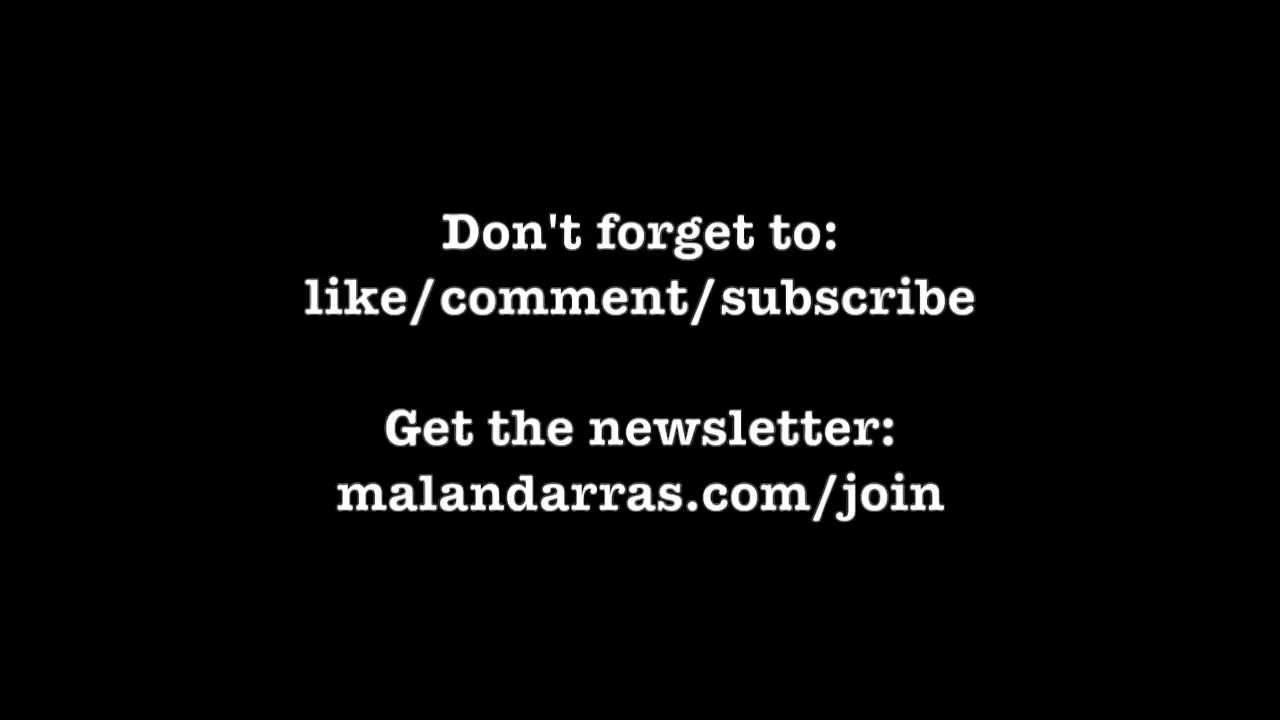 Don't forget to:
like/comment/subscribe
Get the newsletter:
malandarras.com/join